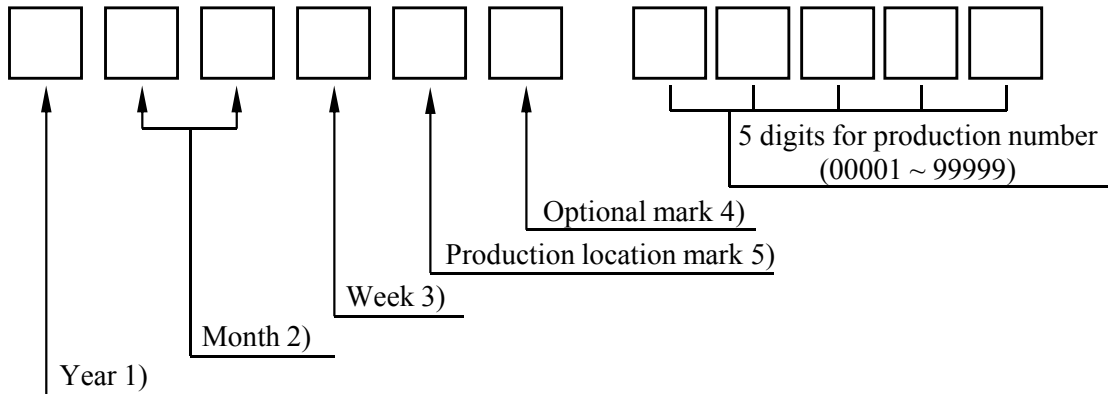 5 digits for production number
(00001 ~ 99999)
Optional mark 4)
Production location mark 5)
Week 3)
Month 2)
Year 1)